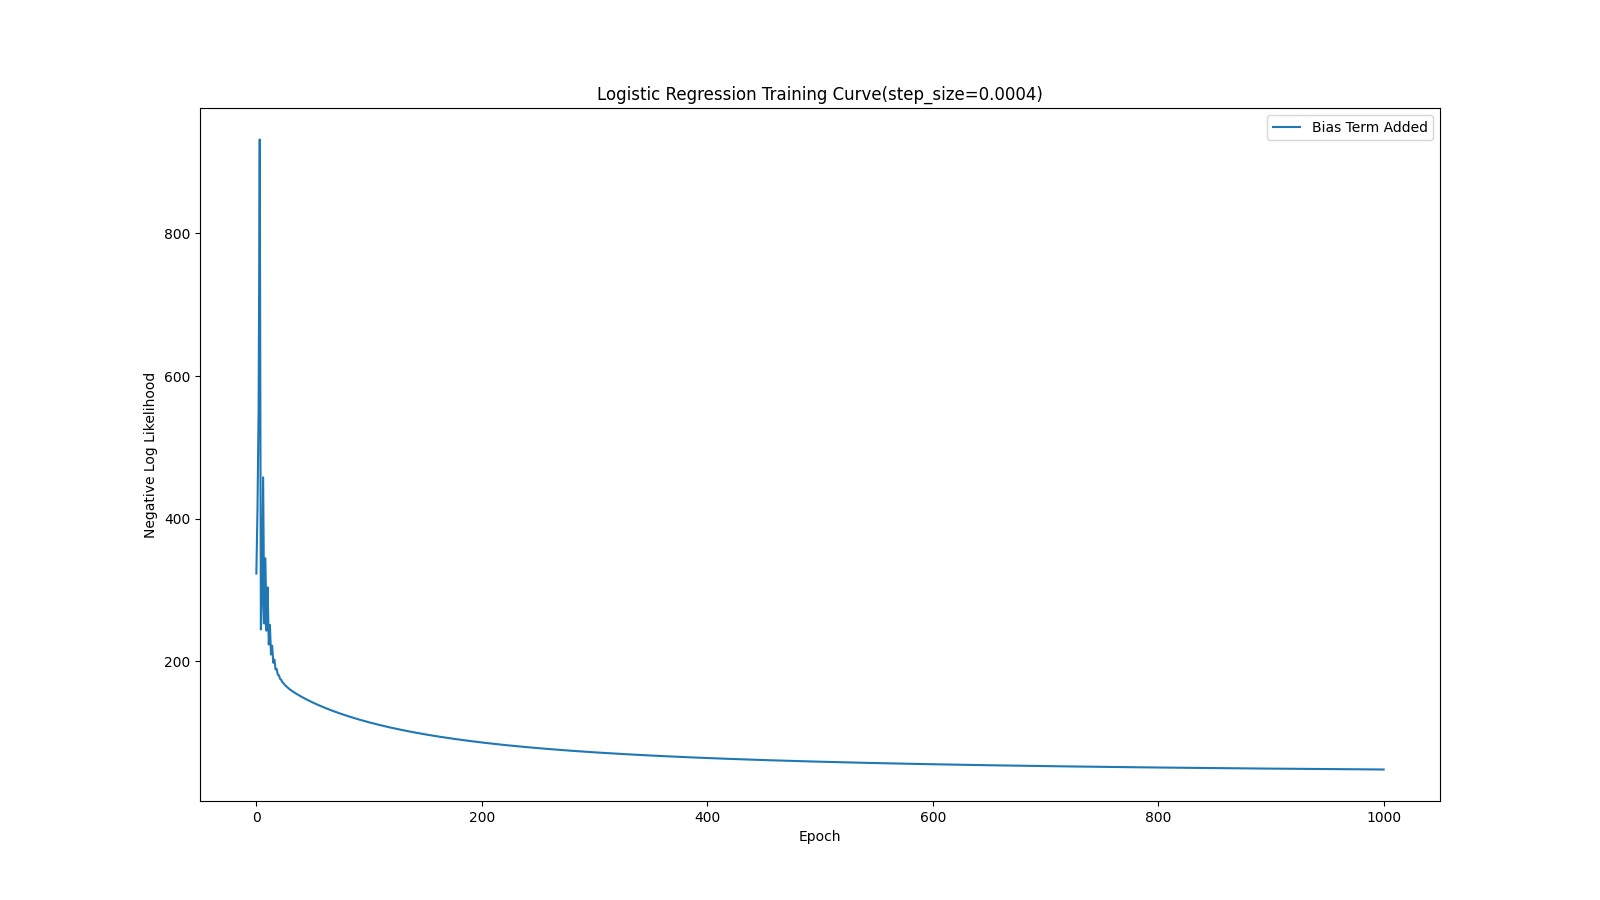 Logistic Regression Training Curve(step_size=0.0004)
Bias Term Added
800
600
400
200
Negative Log Likelihood
0 200 400 600 800 1000
Epoch